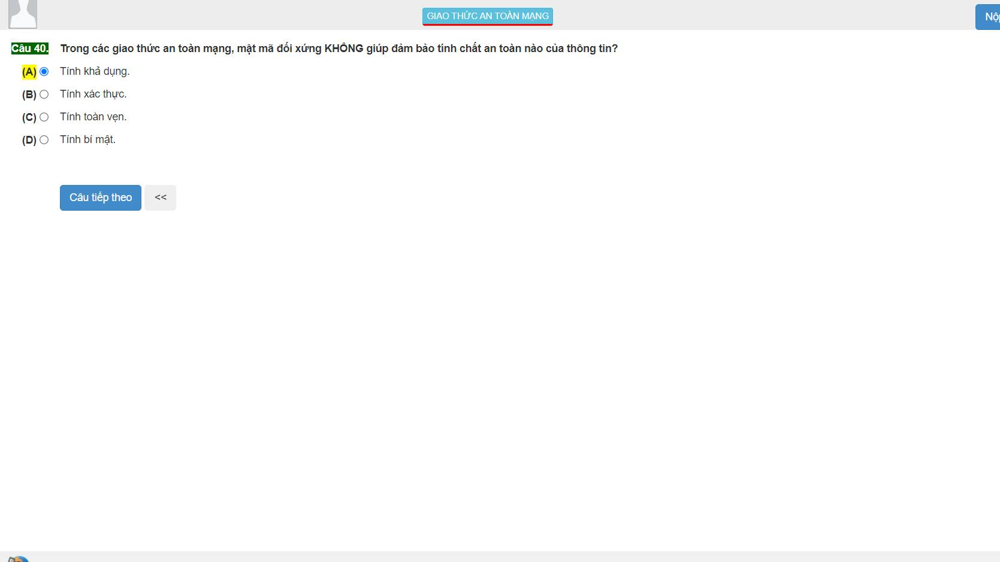 GIAO THỨC AN TOÀN MẠNG
Câu 40. Trong các giao thức an toàn mạng, mật mã đối xứng KHÔNG giúp đảm bảo tính chất an toàn nào của thông tin?
(A) Tính khả dụng.
(B) Tính xác thực.
(C) Tính toàn vẹn.
(D) Tính bí mật.
Câu tiếp theo <<